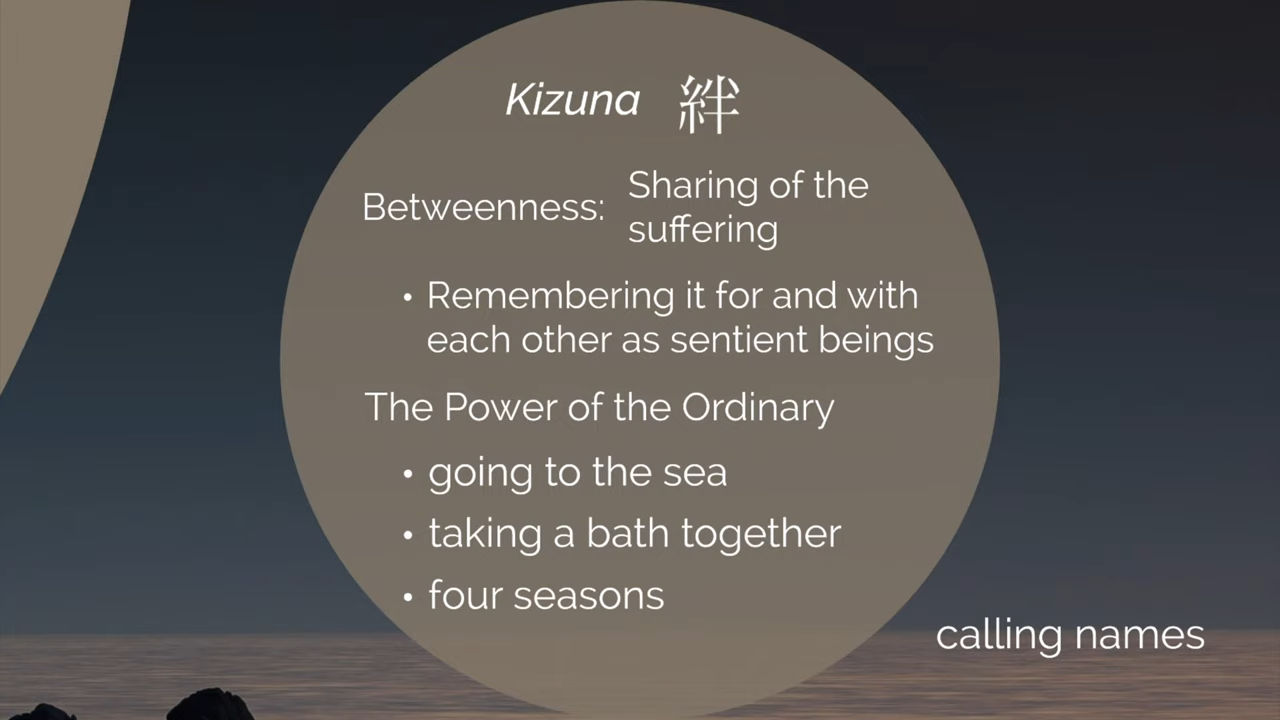 Kizuna 絆
Betweenness: Sharing of the
suffering
• Remembering it for and with
each other as sentient beings
The Power of the Ordinary
• going to the sea
• taking a bath together
• four seasons
calling names